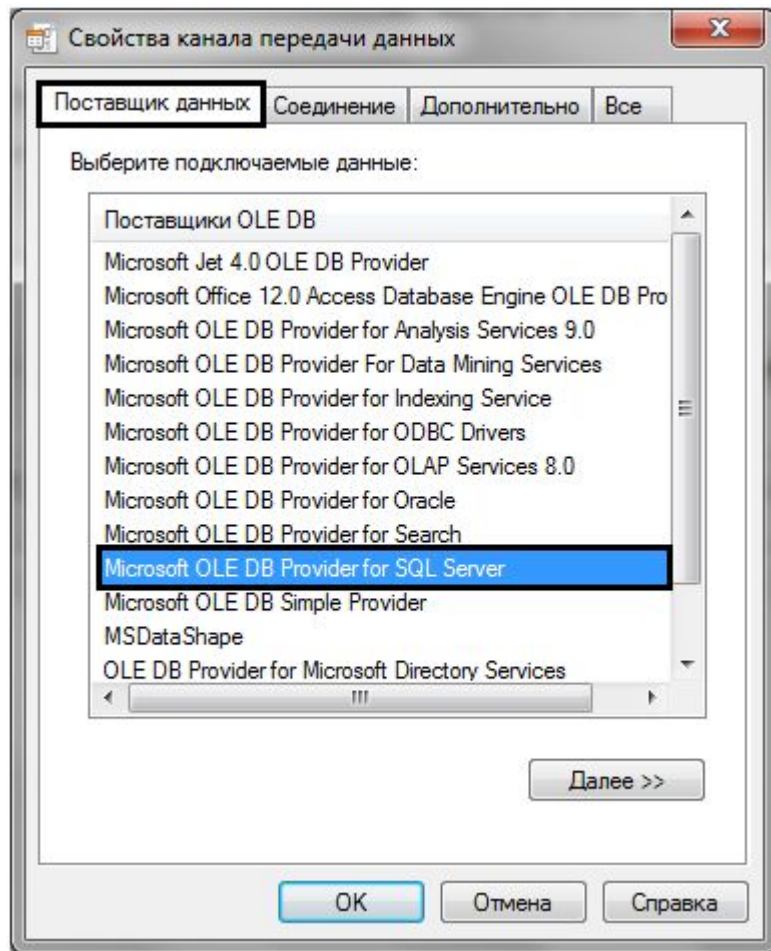 Свойства канала передачи данных
Поставщик данных Соединение Дополнительно Все
Выберите подключаемые данные:
Поставщики OLE DB
Microsoft Jet 4.0 OLE DB Provider
Microsoft Office 12.0 Access Database Engine OLE DB Pro
Microsoft OLE DB Provider for Analysis Services 9.0
Microsoft OLE DB Provider For Data Mining Services
Microsoft OLE DB Provider for Indexing Service
Microsoft OLE DB Provider for ODBC Drivers
Microsoft OLE DB Provider for OLAP Services 8.0
Microsoft OLE DB Provider for Oracle
Microsoft OLE DB Provider for Search
Microsoft OLE DB Provider for SQL Server
Microsoft OLE DB Simple Provider
MSDataShape
OLE DB Provider for Microsoft Directory Services
Далее >>
OK Отмена Справка